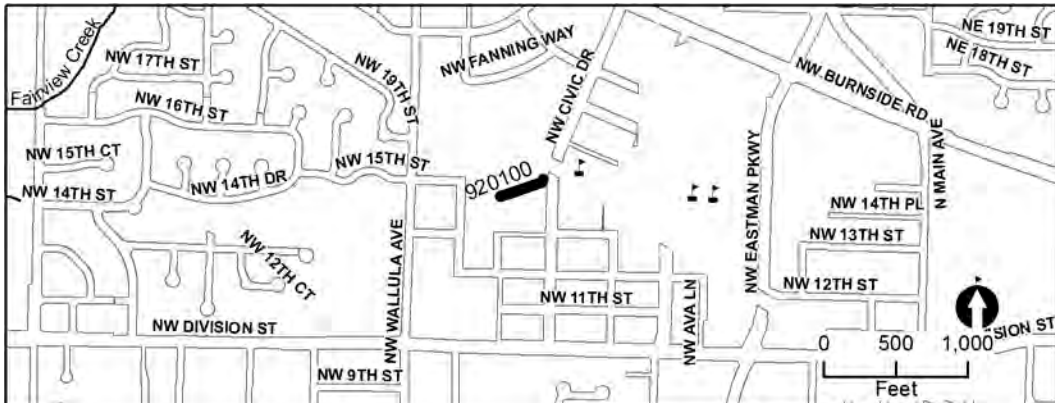 NE 19TH ST
NE 18TH ST
NW FANNING WAY
NW 17TH ST
NW 19TH ST
NW CIVIC DR
NW BURNSIDE RD
Fairview Creek
NW 16TH ST
NW 15TH CT
NW 15TH ST
NW EASTMAN PKWY
N MAIN AVE
920100
NW 14TH ST
NW 14TH DR
NW 14TH PL
NW 13TH ST
NW 12TH CT
NW WALLULA AVE
NW 12TH ST
NW 11TH ST
NW AVA LN
NW DIVISION ST
SION ST
0 500 1,000
Feet
NW 9TH ST